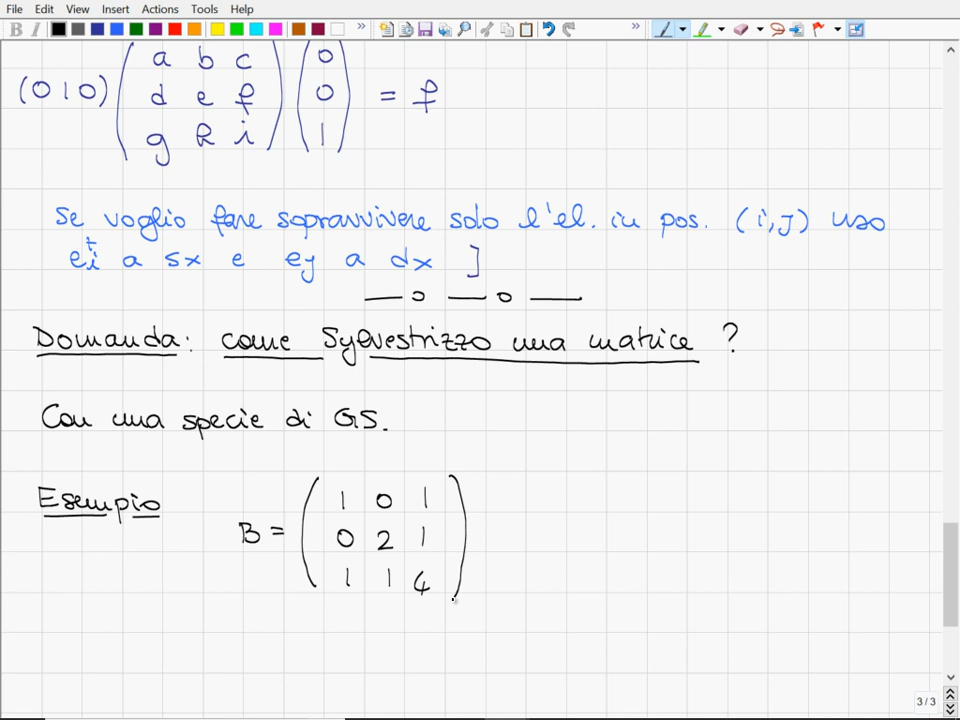 File Edit View Insert Actions Tools Help
B I
a b c 0
(0 1 0) d e f 0 = f
g h i 1
Se voglio fare sopravvivere solo l'el. in pos. (i,j) uso
eᵢᵗ a sx e eⱼ a dx ]
— o — o —
Domanda: come Sylvestrizzo una matrice ?
Con una specie di GS.
Esempio
1 0 1
B = 0 2 1
1 1 4
3 / 3